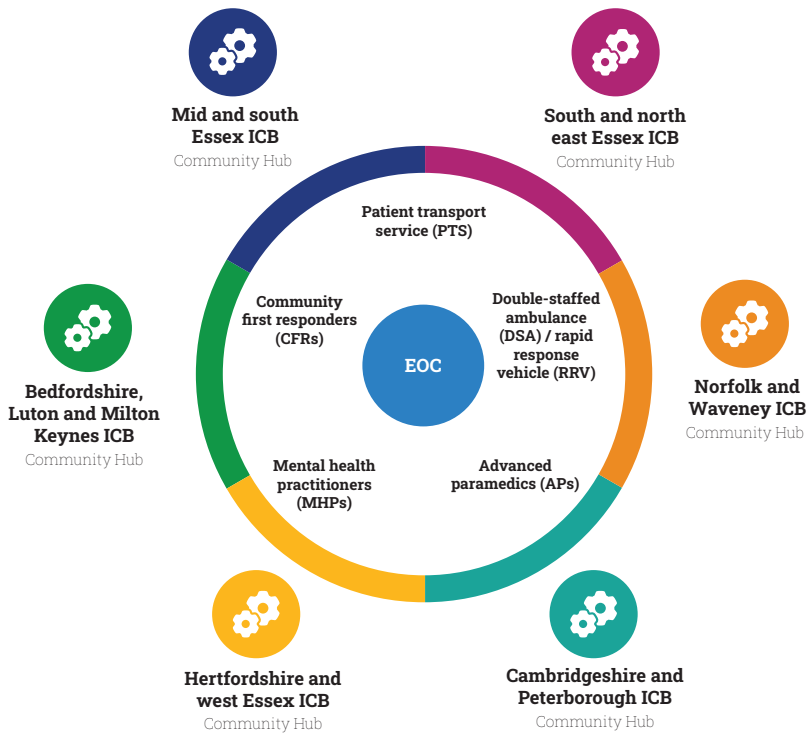 Mid and south
Essex ICB
Community Hub
South and north
east Essex ICB
Community Hub
Patient transport
service (PTS)
Community
first responders
(CFRs)
EOC
Double-staffed
ambulance
(DSA) / rapid
response
vehicle (RRV)
Bedfordshire,
Luton and Milton
Keynes ICB
Community Hub
Norfolk and
Waveney ICB
Community Hub
Mental health
practitioners
(MHPs)
Advanced
paramedics (APs)
Hertfordshire and
west Essex ICB
Community Hub
Cambridgeshire and
Peterborough ICB
Community Hub